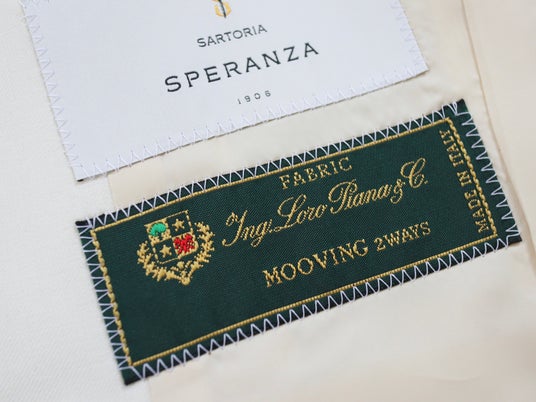 SARTORIA
SPERANZA
1906
FABRIC
Ing. Loro Piana & C.
MOOVING 2WAYS
MADE IN ITALY